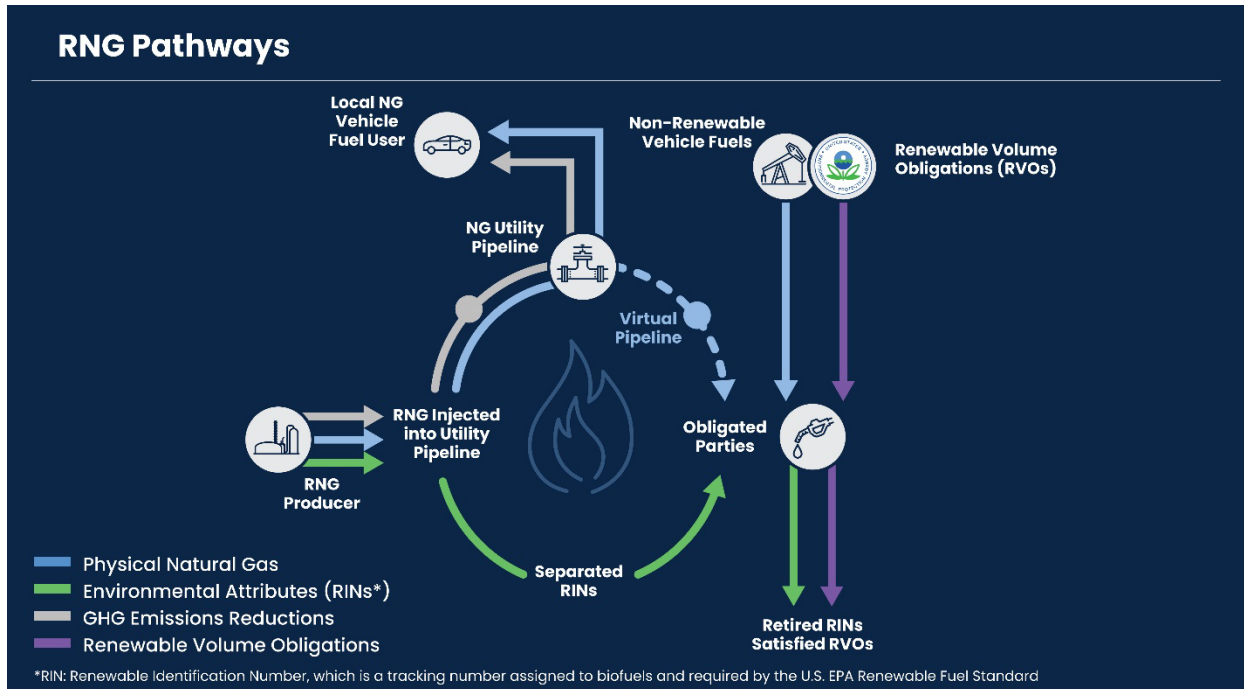 RNG Pathways
Local NG
Vehicle
Fuel User
Non-Renewable
Vehicle Fuels
Renewable Volume
Obligations (RVOs)
NG Utility
Pipeline
Virtual
Pipeline
RNG Injected
into Utility
Pipeline
Obligated
Parties
RNG
Producer
Separated
RINs
Physical Natural Gas
Environmental Attributes (RINs*)
GHG Emissions Reductions
Renewable Volume Obligations
Retired RINs
Satisfied RVOs
*RIN: Renewable Identification Number, which is a tracking number assigned to biofuels and required by the U.S. EPA Renewable Fuel Standard